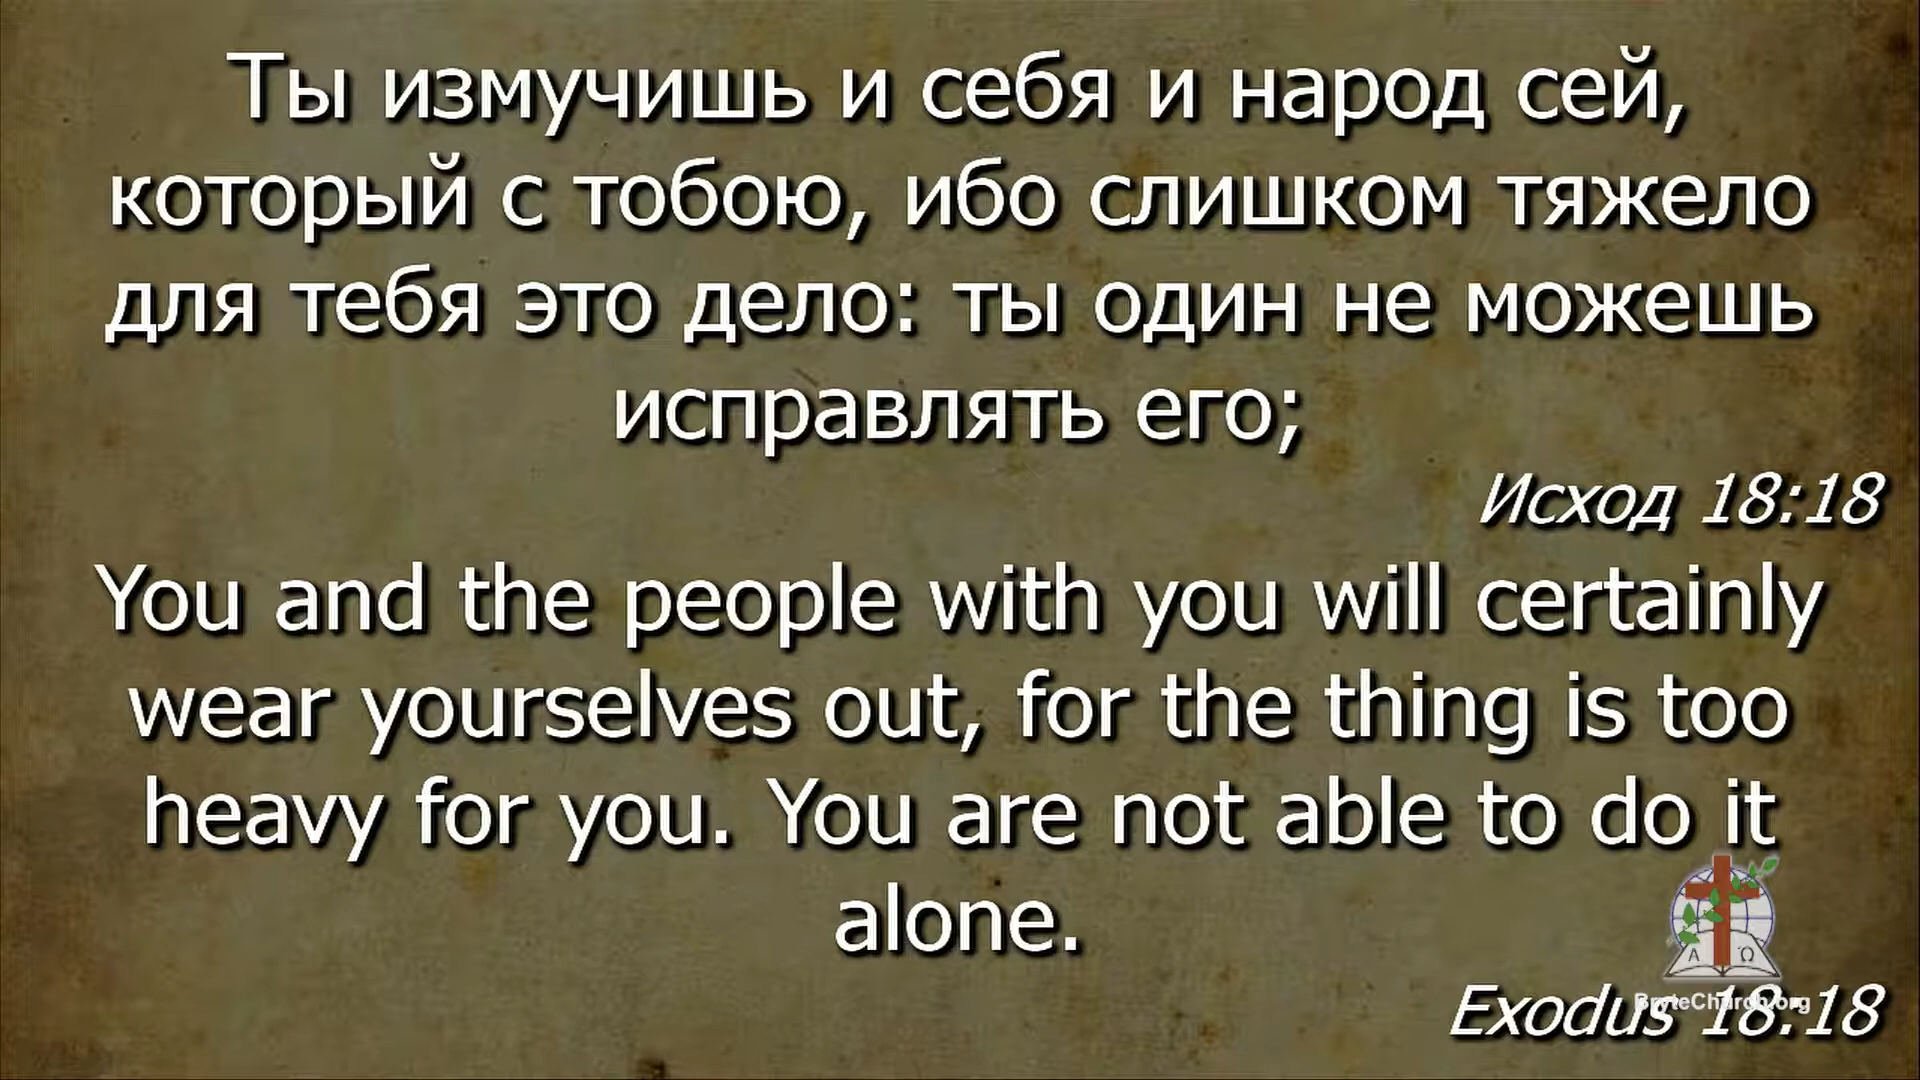 Ты измучишь и себя и народ сей,
который с тобою, ибо слишком тяжело
для тебя это дело: ты один не можешь
исправлять его;
Исход 18:18
You and the people with you will certainly
wear yourselves out, for the thing is too
heavy for you. You are not able to do it
alone.
Α Ω
BryteChurch.org
Exodus 18:18